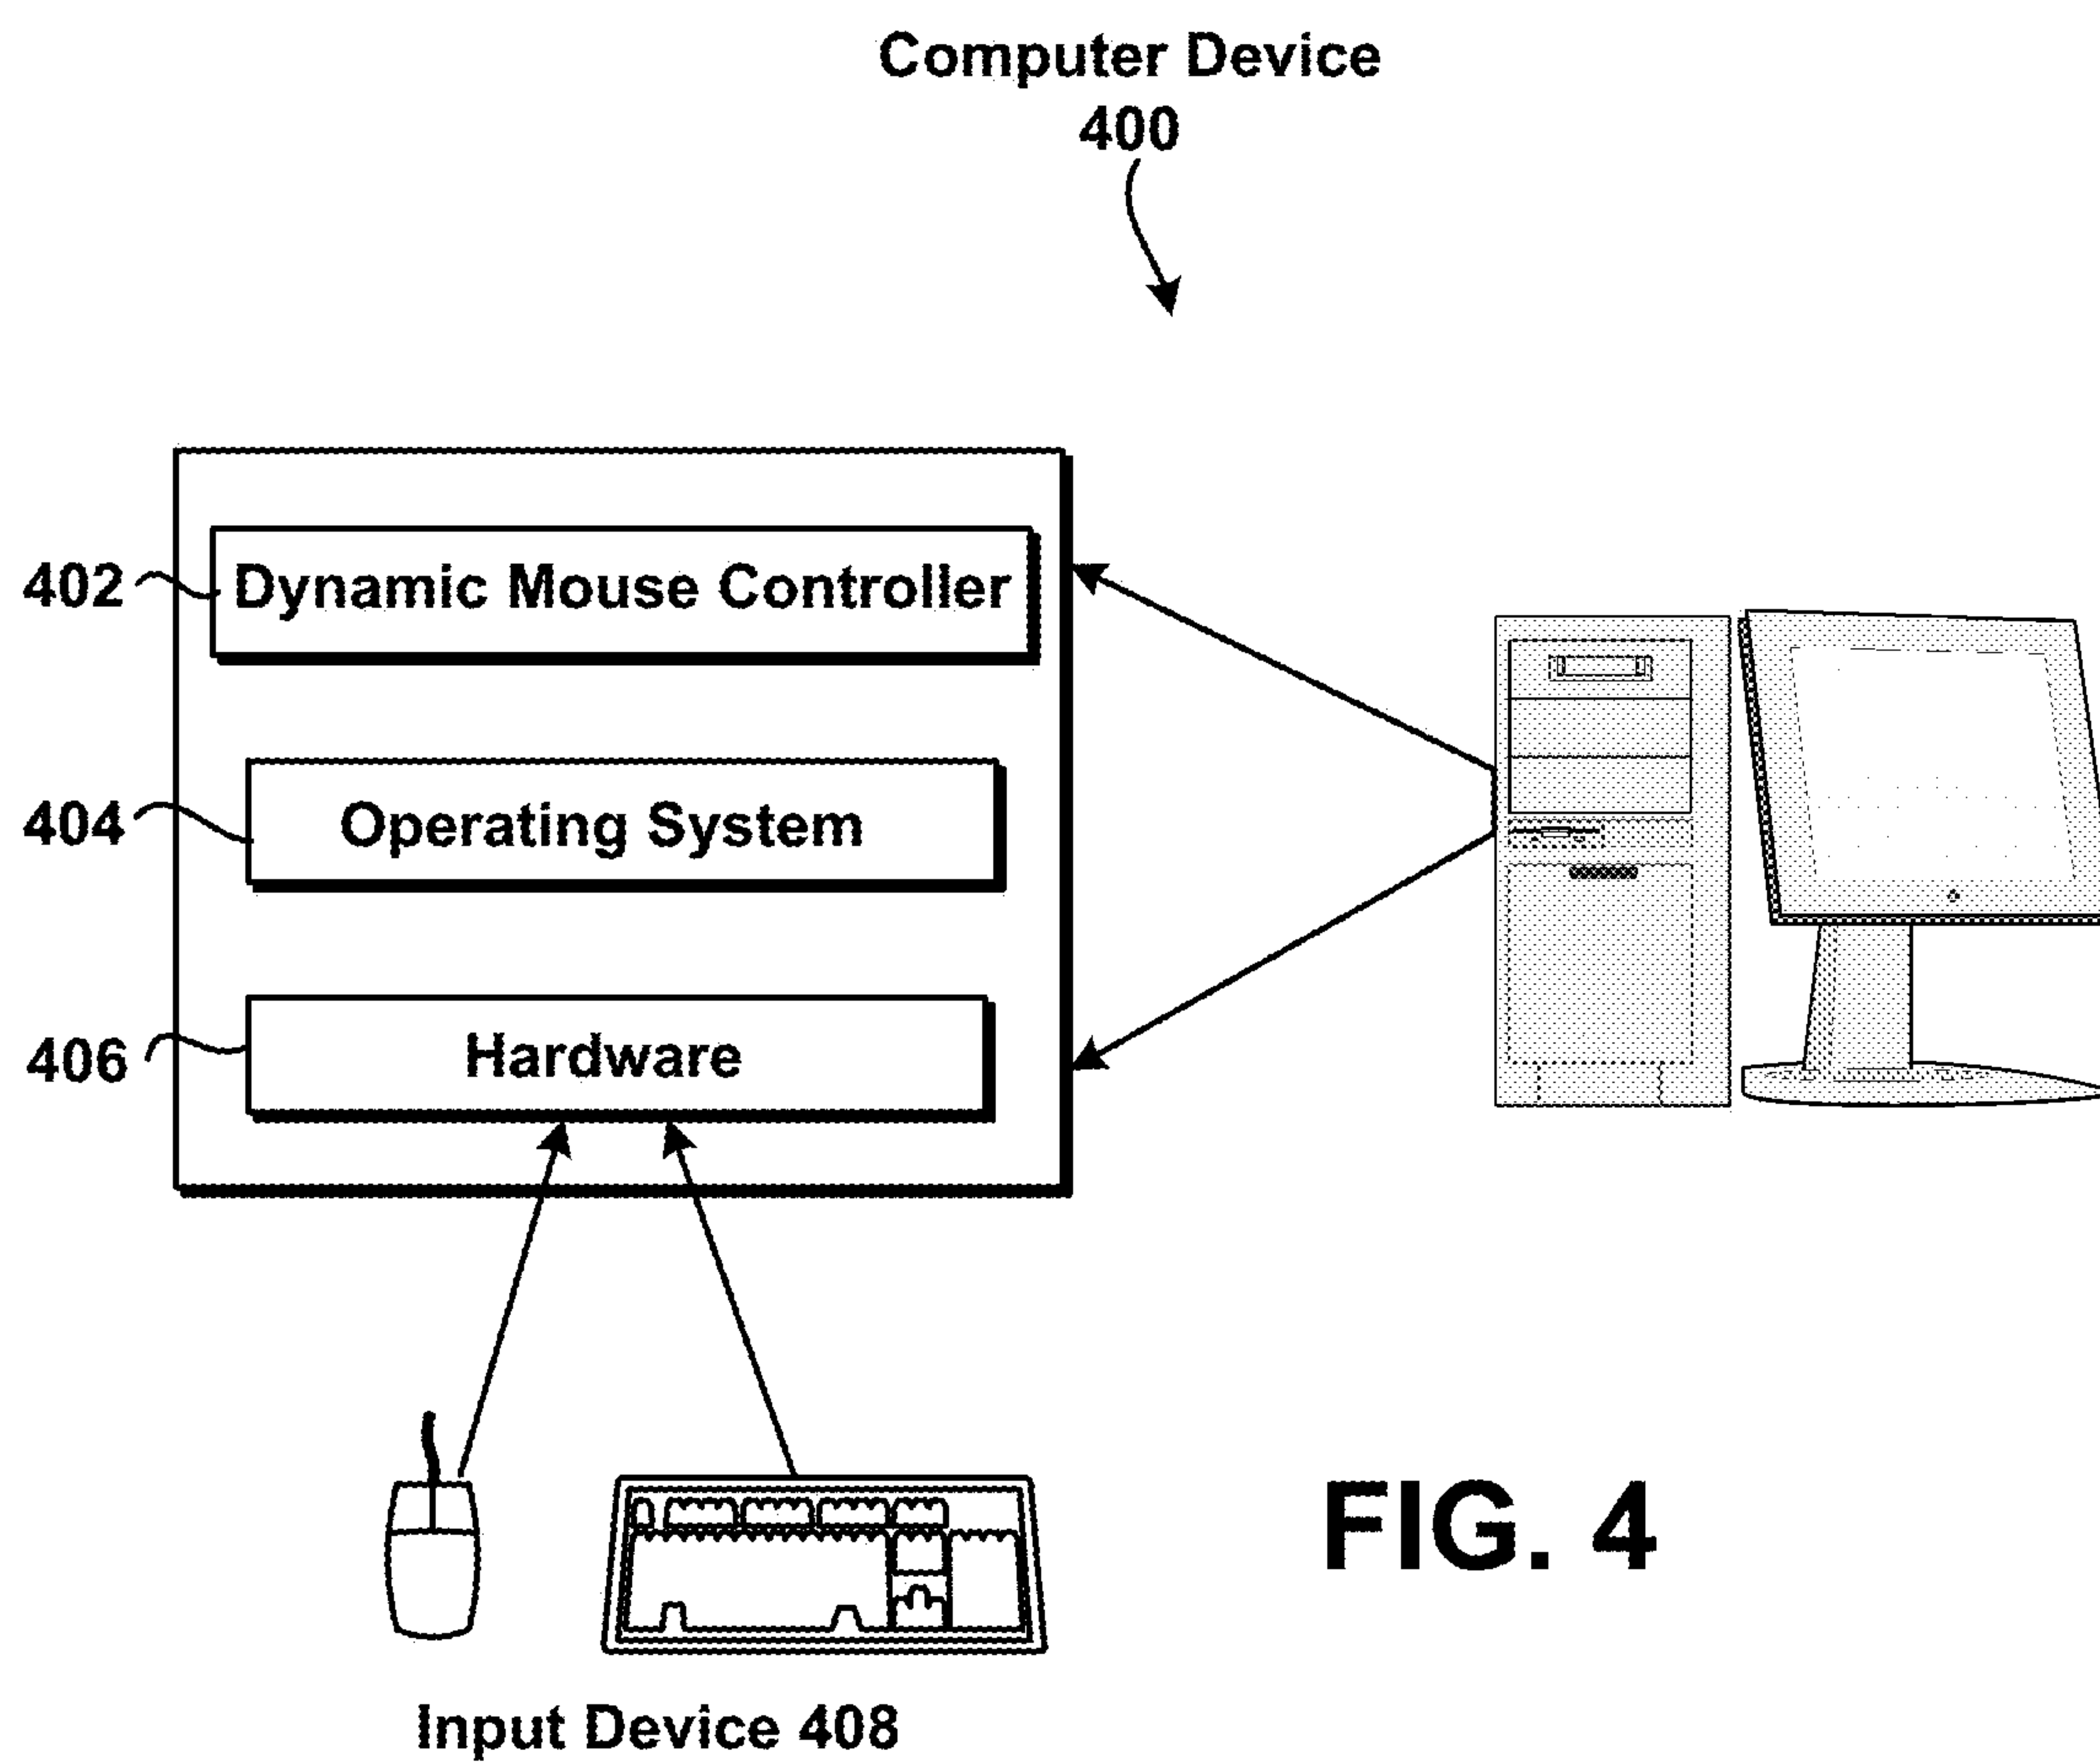 Computer Device
400
402 Dynamic Mouse Controller
404 Operating System
406 Hardware
FIG. 4
Input Device 408